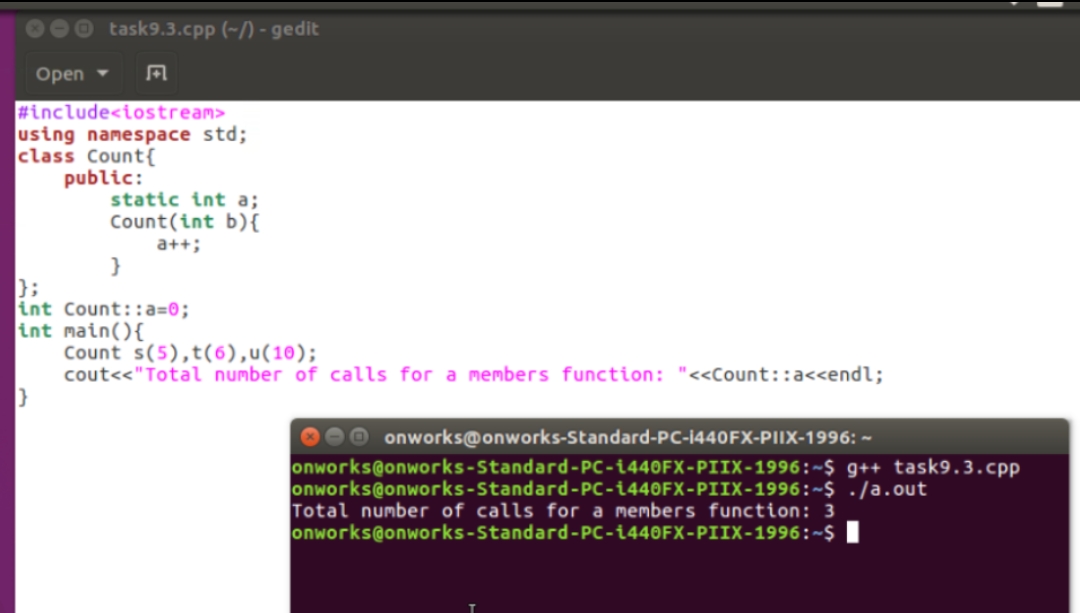 task9.3.cpp (~/) - gedit
Open
#include<iostream>
using namespace std;
class Count{
    public:
        static int a;
        Count(int b){
            a++;
        }
};
int Count::a=0;
int main(){
    Count s(5),t(6),u(10);
    cout<<"Total number of calls for a members function: "<<Count::a<<endl;
}
onworks@onworks-Standard-PC-i440FX-PIIX-1996: ~
onworks@onworks-Standard-PC-i440FX-PIIX-1996:~$ g++ task9.3.cpp
onworks@onworks-Standard-PC-i440FX-PIIX-1996:~$ ./a.out
Total number of calls for a members function: 3
onworks@onworks-Standard-PC-i440FX-PIIX-1996:~$